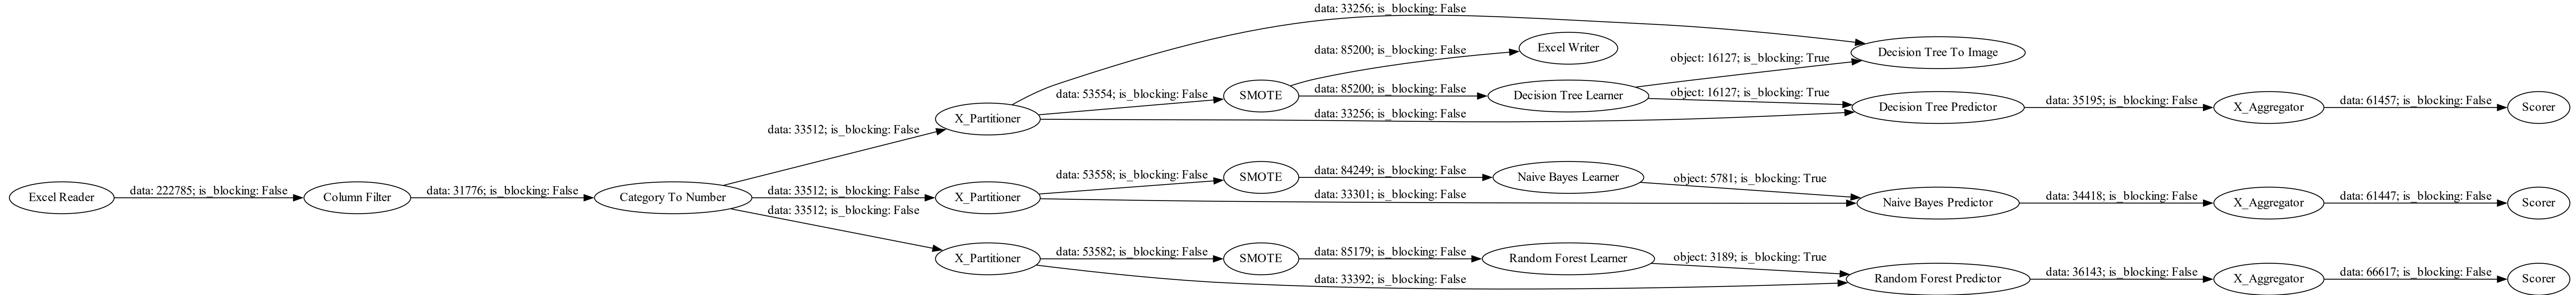 data: 33256; is_blocking: False
data: 85200; is_blocking: False
Excel Writer
object: 16127; is_blocking: True
Decision Tree To Image
data: 53554; is_blocking: False
SMOTE
data: 85200; is_blocking: False
Decision Tree Learner
object: 16127; is_blocking: True
X_Partitioner
data: 33256; is_blocking: False
Decision Tree Predictor
data: 35195; is_blocking: False
X_Aggregator
data: 61457; is_blocking: False
Scorer
data: 33512; is_blocking: False
Excel Reader
data: 222785; is_blocking: False
Column Filter
data: 31776; is_blocking: False
Category To Number
data: 33512; is_blocking: False
X_Partitioner
data: 53558; is_blocking: False
SMOTE
data: 84249; is_blocking: False
Naive Bayes Learner
object: 5781; is_blocking: True
data: 33301; is_blocking: False
Naive Bayes Predictor
data: 34418; is_blocking: False
X_Aggregator
data: 61447; is_blocking: False
Scorer
data: 33512; is_blocking: False
X_Partitioner
data: 53582; is_blocking: False
SMOTE
data: 85179; is_blocking: False
Random Forest Learner
object: 3189; is_blocking: True
data: 33392; is_blocking: False
Random Forest Predictor
data: 36143; is_blocking: False
X_Aggregator
data: 66617; is_blocking: False
Scorer